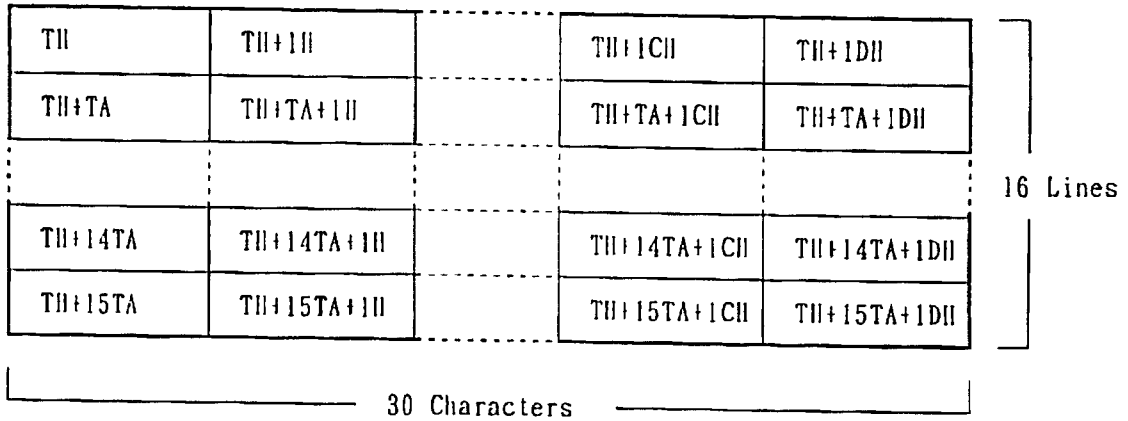 TH TH+1H TH+1CH TH+1DH
TH+TA TH+TA+1H TH+TA+1CH TH+TA+1DH
16 Lines
TH+14TA TH+14TA+1H TH+14TA+1CH TH+14TA+1DH
TH+15TA TH+15TA+1H TH+15TA+1CH TH+15TA+1DH
30 Characters